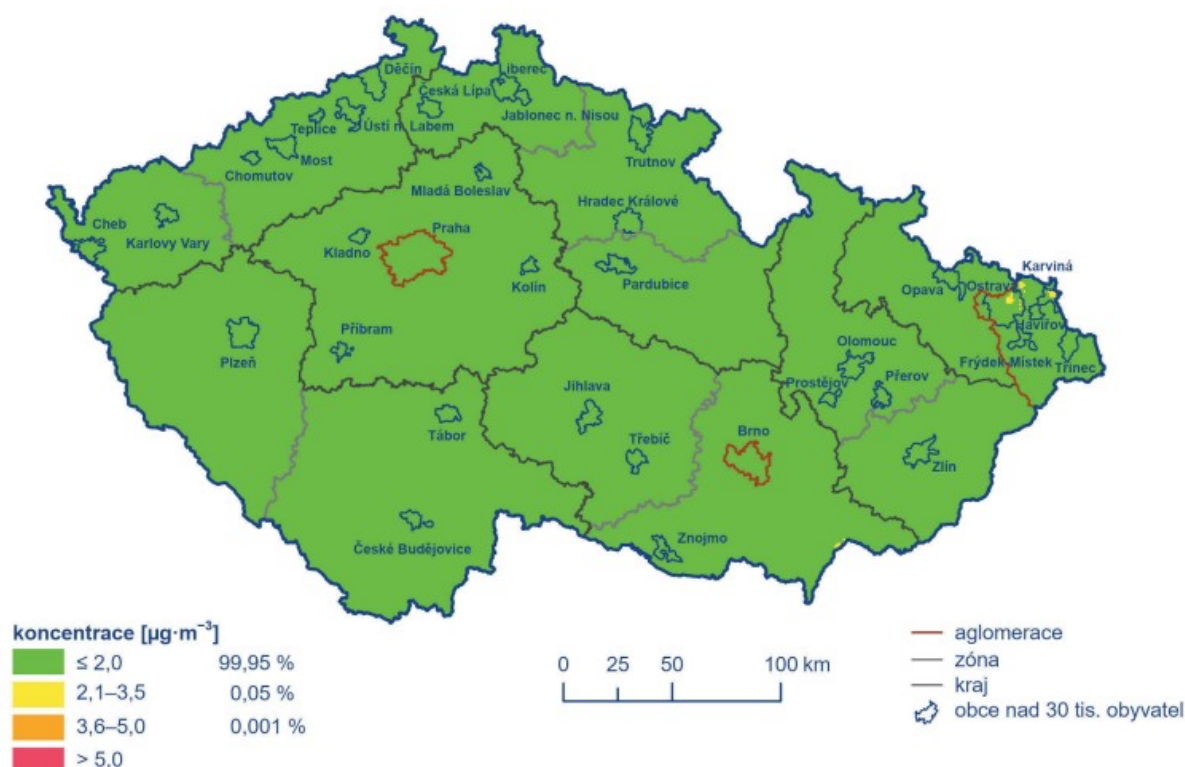 Děčín
Liberec
Česká Lípa
Jablonec n. Nisou
Teplice
Ústí n. Labem
Most
Chomutov
Trutnov
Mladá Boleslav
Hradec Králové
Cheb
Karlovy Vary
Praha
Kladno
Kolín
Pardubice
Karviná
Opava
Ostrava
Havířov
Příbram
Plzeň
Olomouc
Frýdek-Místek
Třinec
Jihlava
Prostějov
Přerov
Tábor
Třebíč
Brno
Zlín
České Budějovice
Znojmo
koncentrace [µg·m⁻³]
≤ 2,0 99,95 %
2,1–3,5 0,05 %
3,6–5,0 0,001 %
> 5,0
0 25 50 100 km
aglomerace
zóna
kraj
obce nad 30 tis. obyvatel